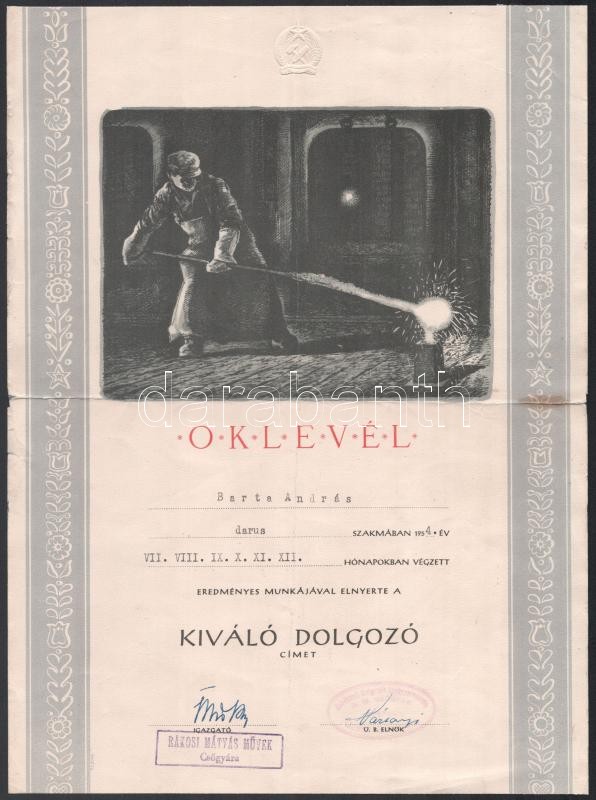 darabanth
O·K·L·E·V·É·L
Barta András
darus SZAKMÁBAN 1954. ÉV
VII. VIII. IX. X. XI. XII. HÓNAPOKBAN VÉGZETT
EREDMÉNYES MUNKÁJÁVAL ELNYERTE A
KIVÁLÓ DOLGOZÓ
CÍMET
IGAZGATÓ
Ü. B. ELNÖK
RÁKOSI MÁTYÁS MŰVEK
Csőgyára